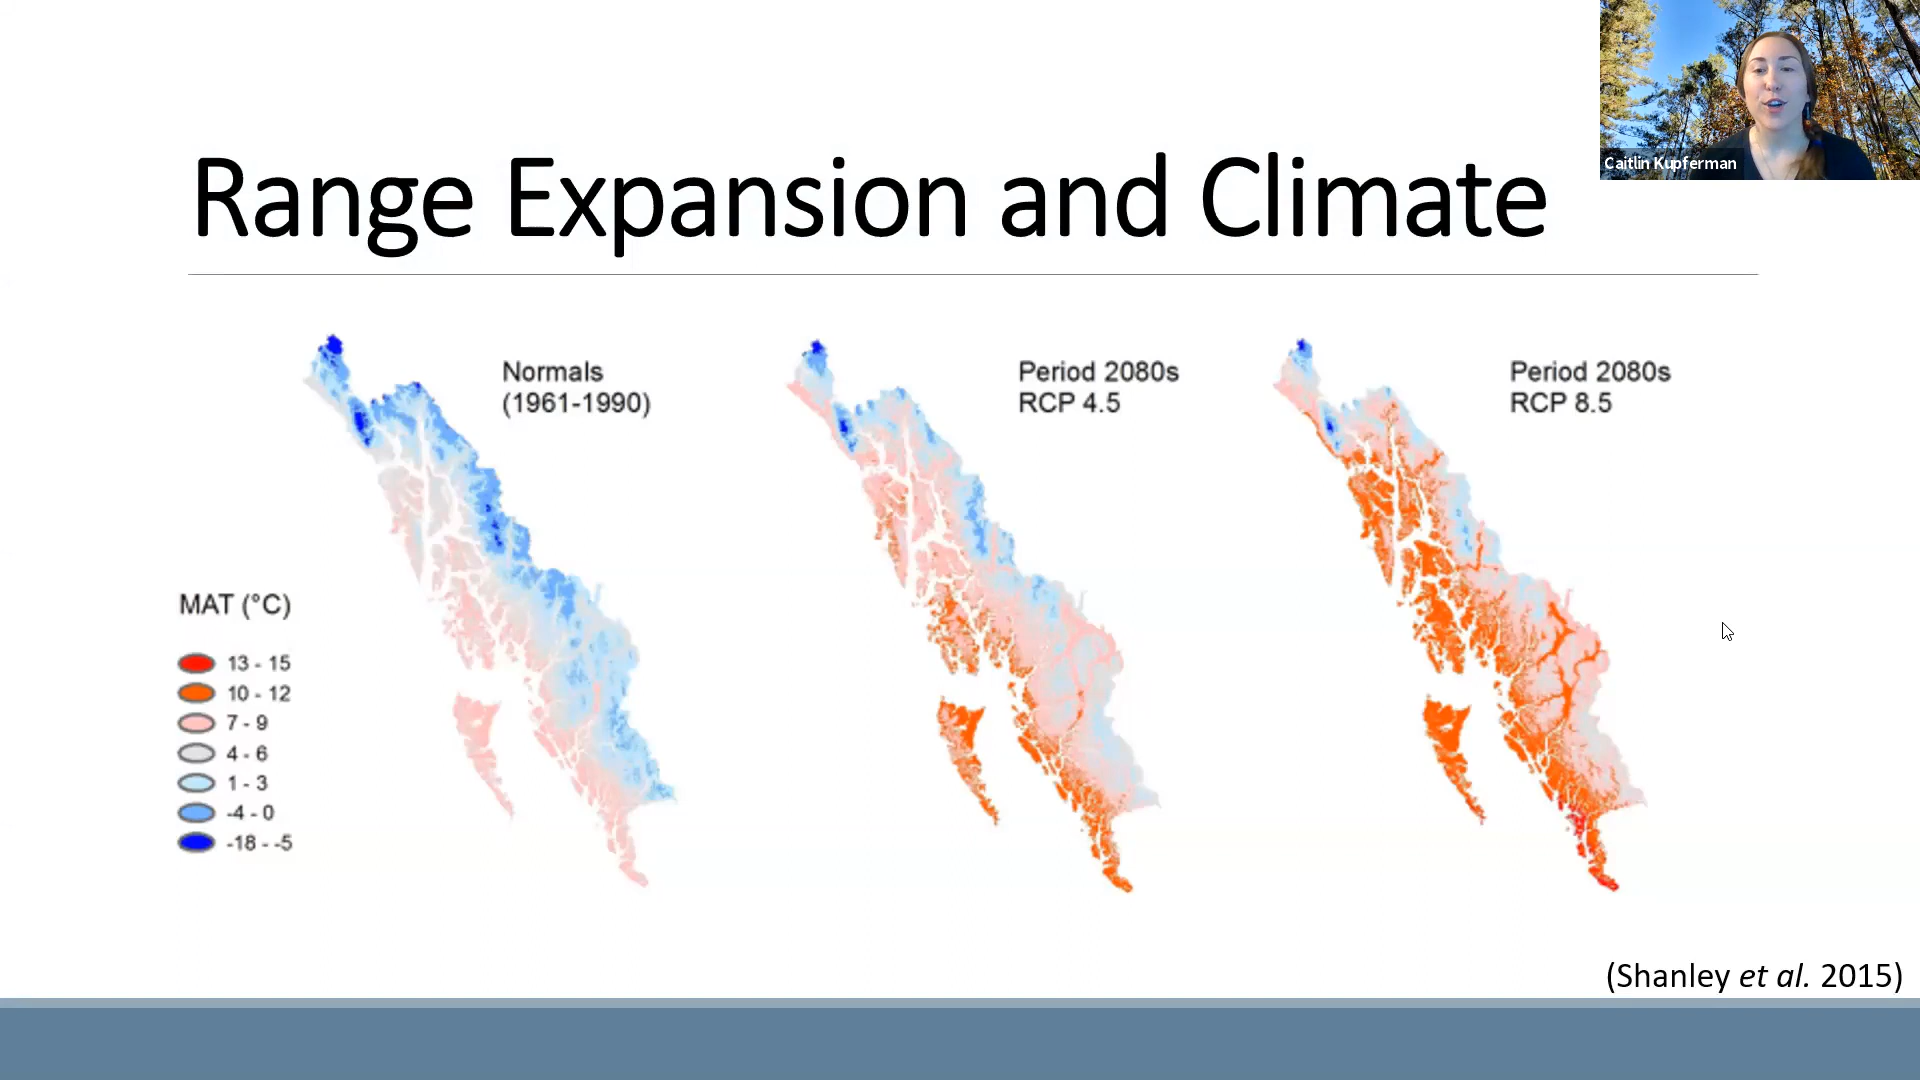 Caitlin Kupferman
Range Expansion and Climate
Normals
(1961-1990)
Period 2080s
RCP 4.5
Period 2080s
RCP 8.5
MAT (°C)
13 - 15
10 - 12
7 - 9
4 - 6
1 - 3
-4 - 0
-18 - -5
(Shanley et al. 2015)